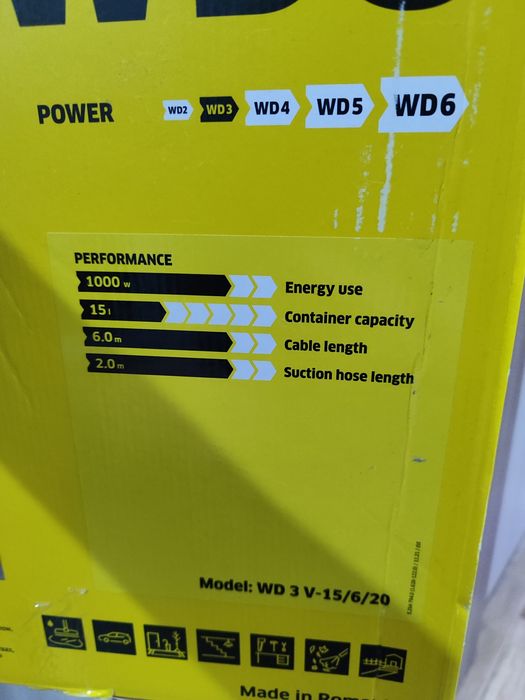 POWER WD2 WD3 WD4 WD5 WD6
PERFORMANCE
1000 w Energy use
15 l Container capacity
6.0 m Cable length
2.0 m Suction hose length
Model: WD 3 V-15/6/20
Made in